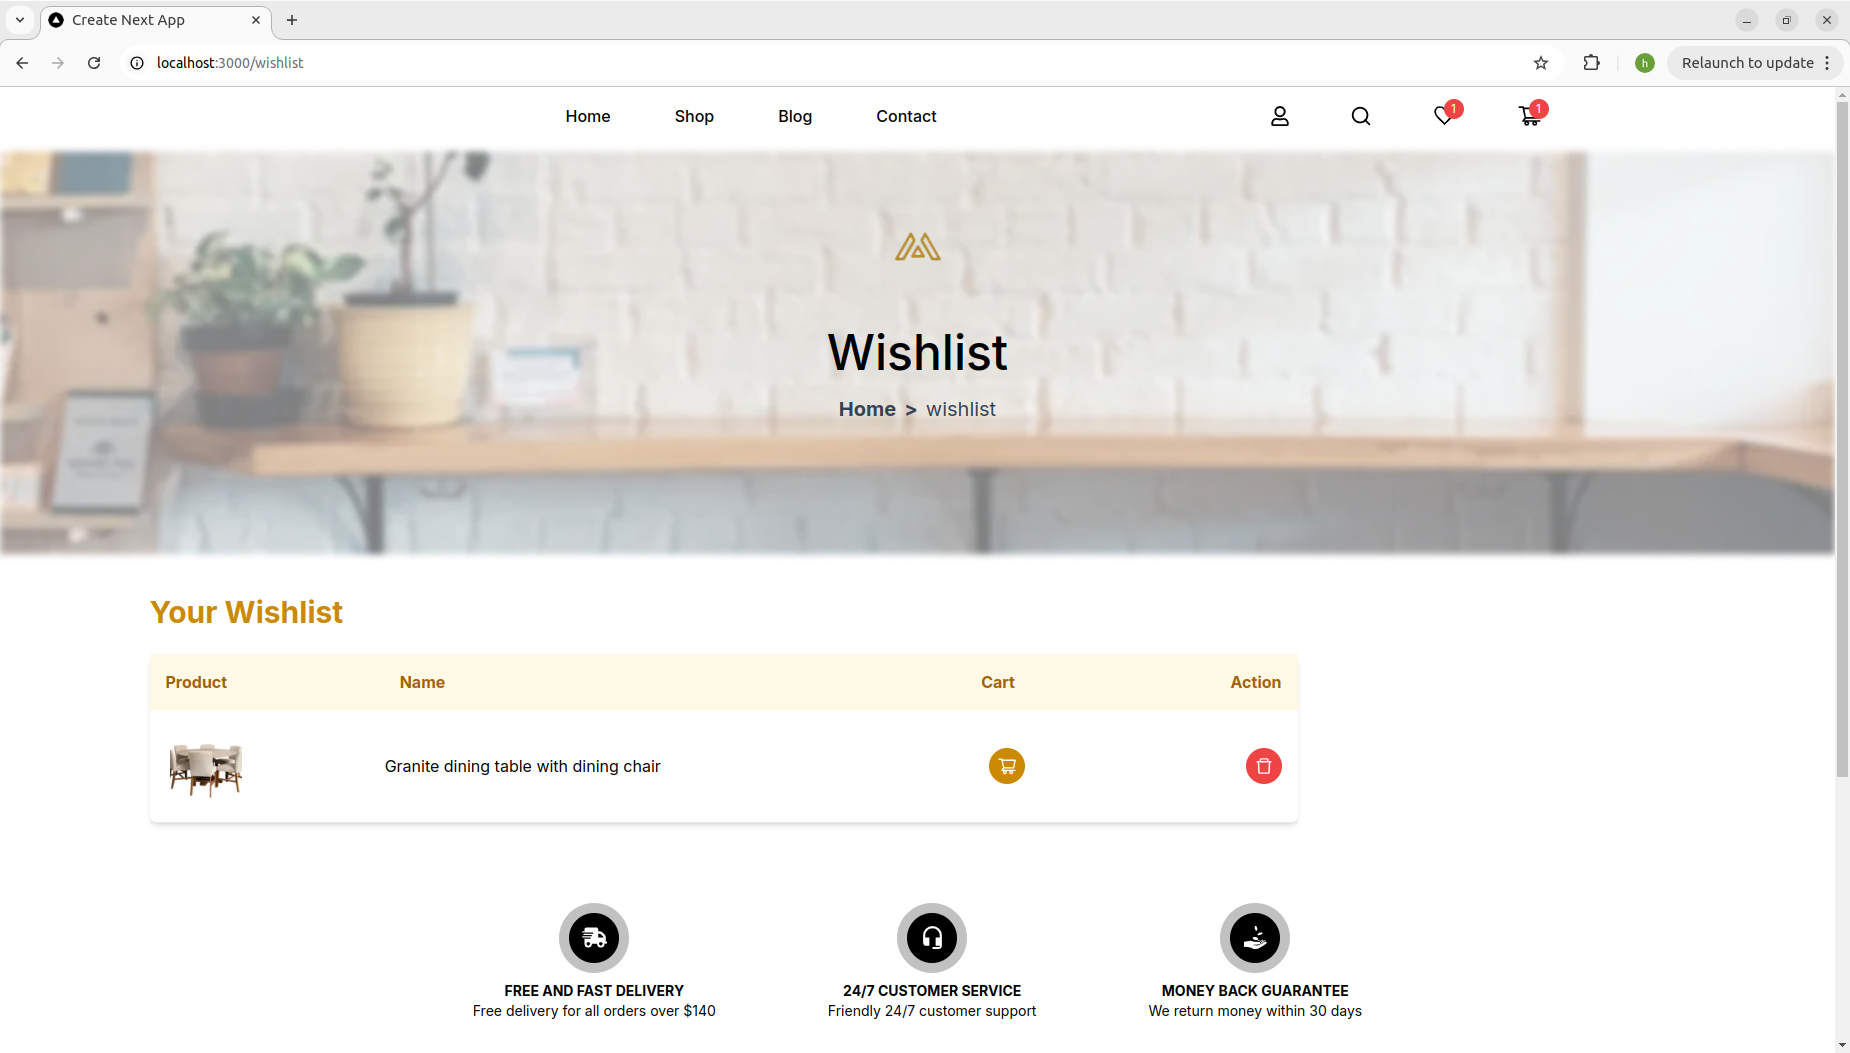 Create Next App
localhost:3000/wishlist
h
Relaunch to update
Home Shop Blog Contact
1 1
Wishlist
Home > wishlist
Your Wishlist
Product Name Cart Action
Granite dining table with dining chair
FREE AND FAST DELIVERY
Free delivery for all orders over $140
24/7 CUSTOMER SERVICE
Friendly 24/7 customer support
MONEY BACK GUARANTEE
We return money within 30 days